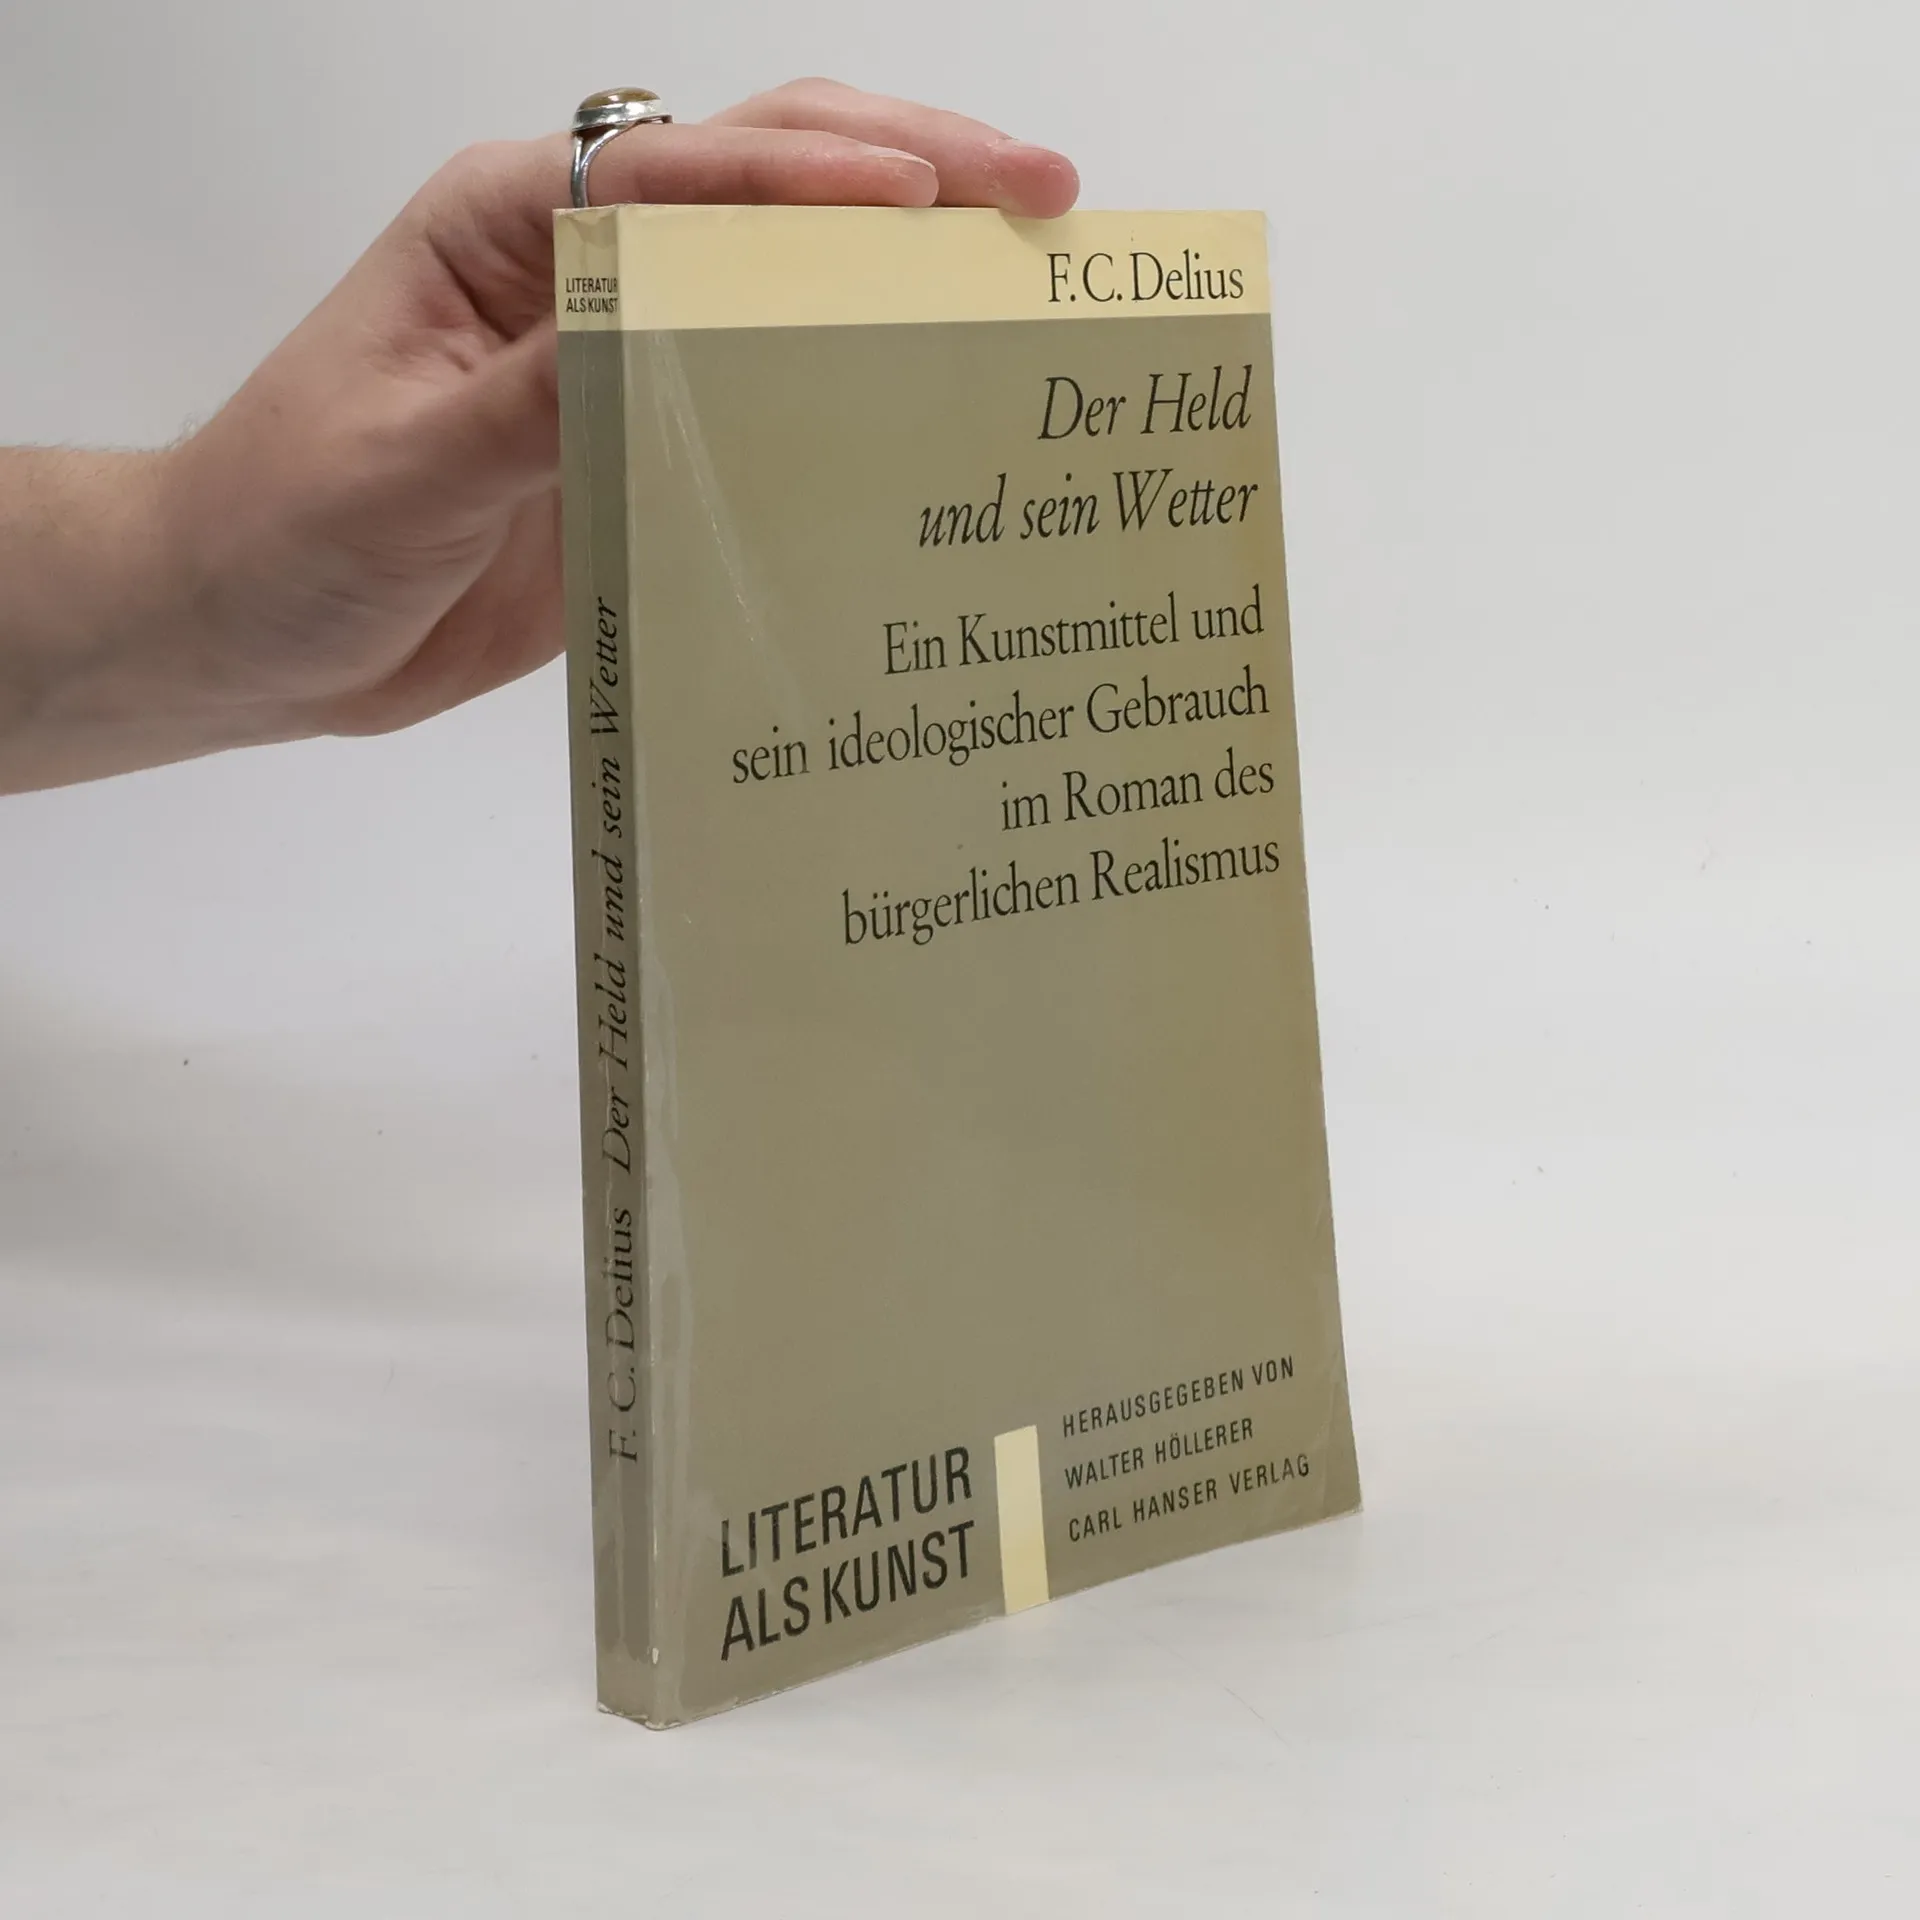 LITERATUR
ALS KUNST
F. C. Delius Der Held und sein Wetter
F. C. Delius
Der Held
und sein Wetter
Ein Kunstmittel und
sein ideologischer Gebrauch
im Roman des
bürgerlichen Realismus
LITERATUR
ALS KUNST
HERAUSGEGEBEN VON
WALTER HÖLLERER
CARL HANSER VERLAG